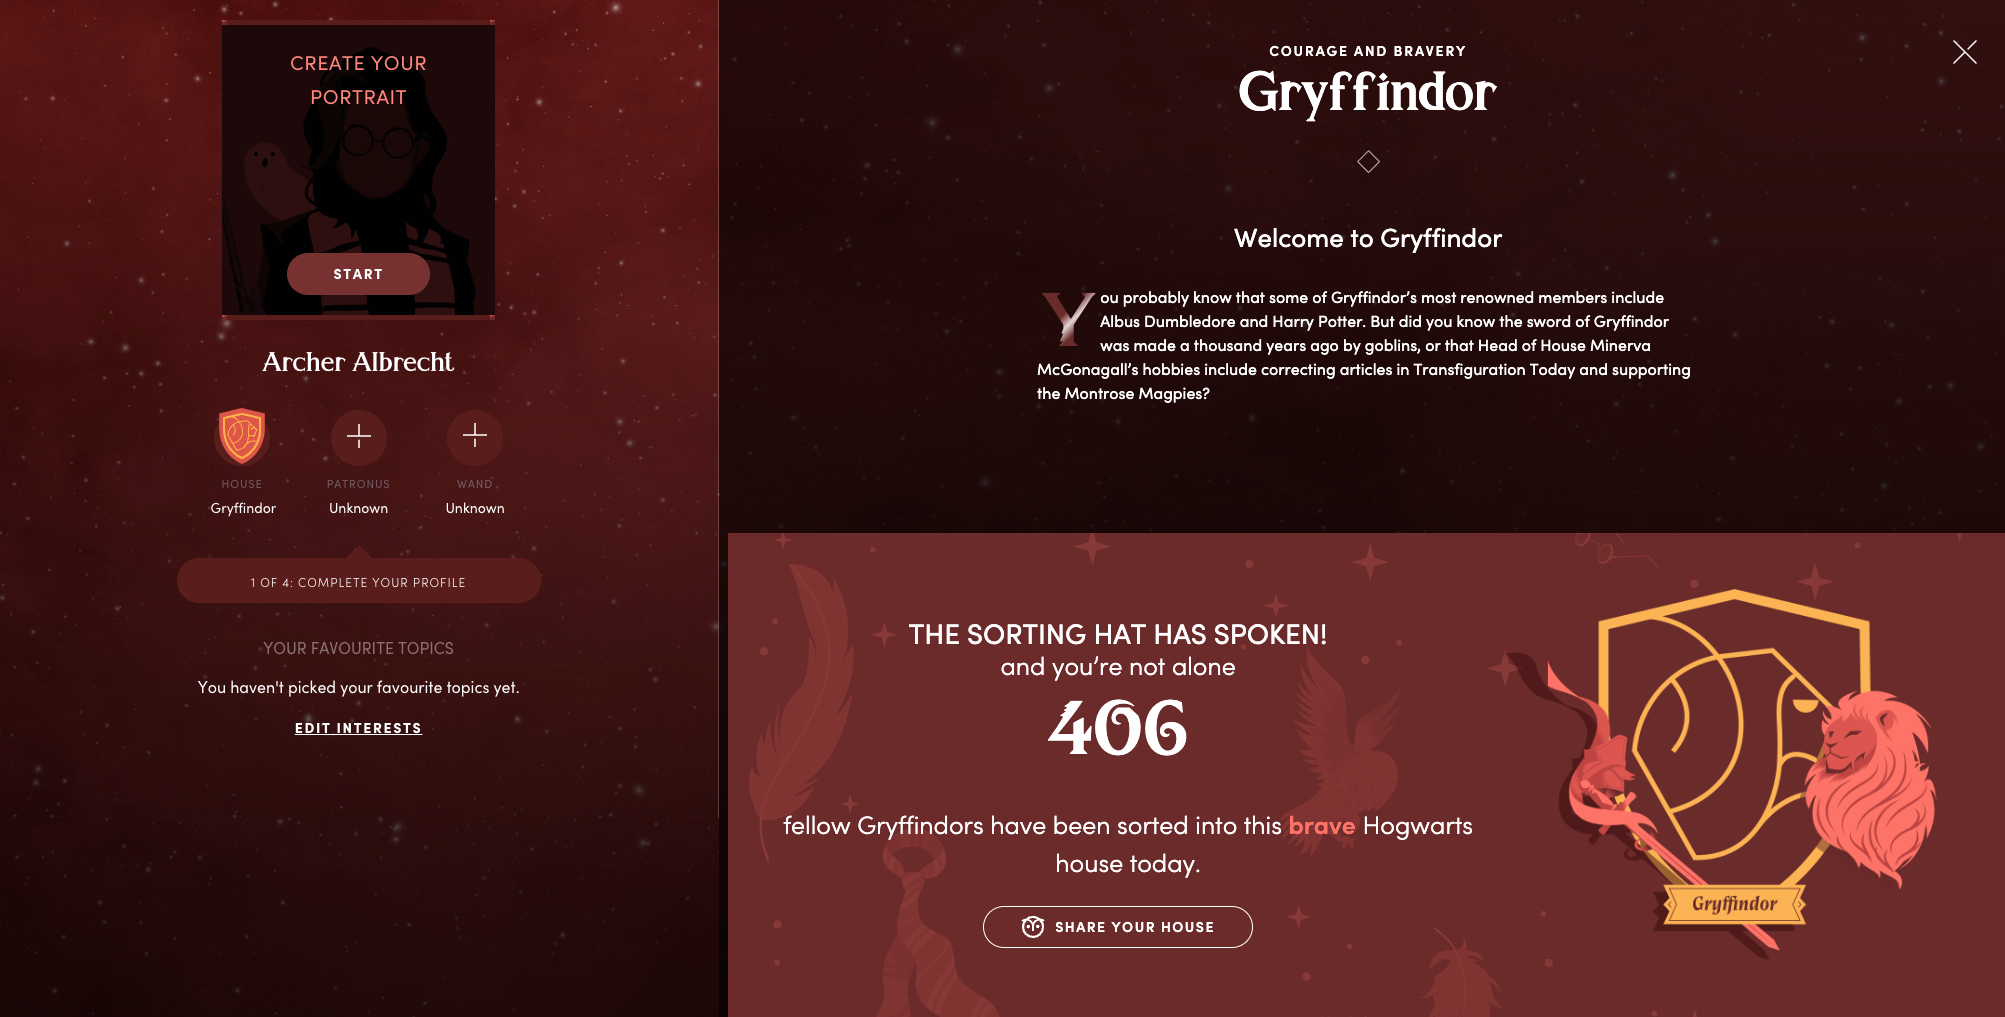 CREATE YOUR
PORTRAIT
START
Archer Albrecht
HOUSE
Gryffindor
PATRONUS
Unknown
WAND
Unknown
1 OF 4: COMPLETE YOUR PROFILE
YOUR FAVOURITE TOPICS
You haven't picked your favourite topics yet.
EDIT INTERESTS
COURAGE AND BRAVERY
Gryffindor
Welcome to Gryffindor
You probably know that some of Gryffindor’s most renowned members include
Albus Dumbledore and Harry Potter. But did you know the sword of Gryffindor
was made a thousand years ago by goblins, or that Head of House Minerva
McGonagall’s hobbies include correcting articles in Transfiguration Today and supporting
the Montrose Magpies?
THE SORTING HAT HAS SPOKEN!
and you’re not alone
406
fellow Gryffindors have been sorted into this brave Hogwarts
house today.
SHARE YOUR HOUSE
Gryffindor